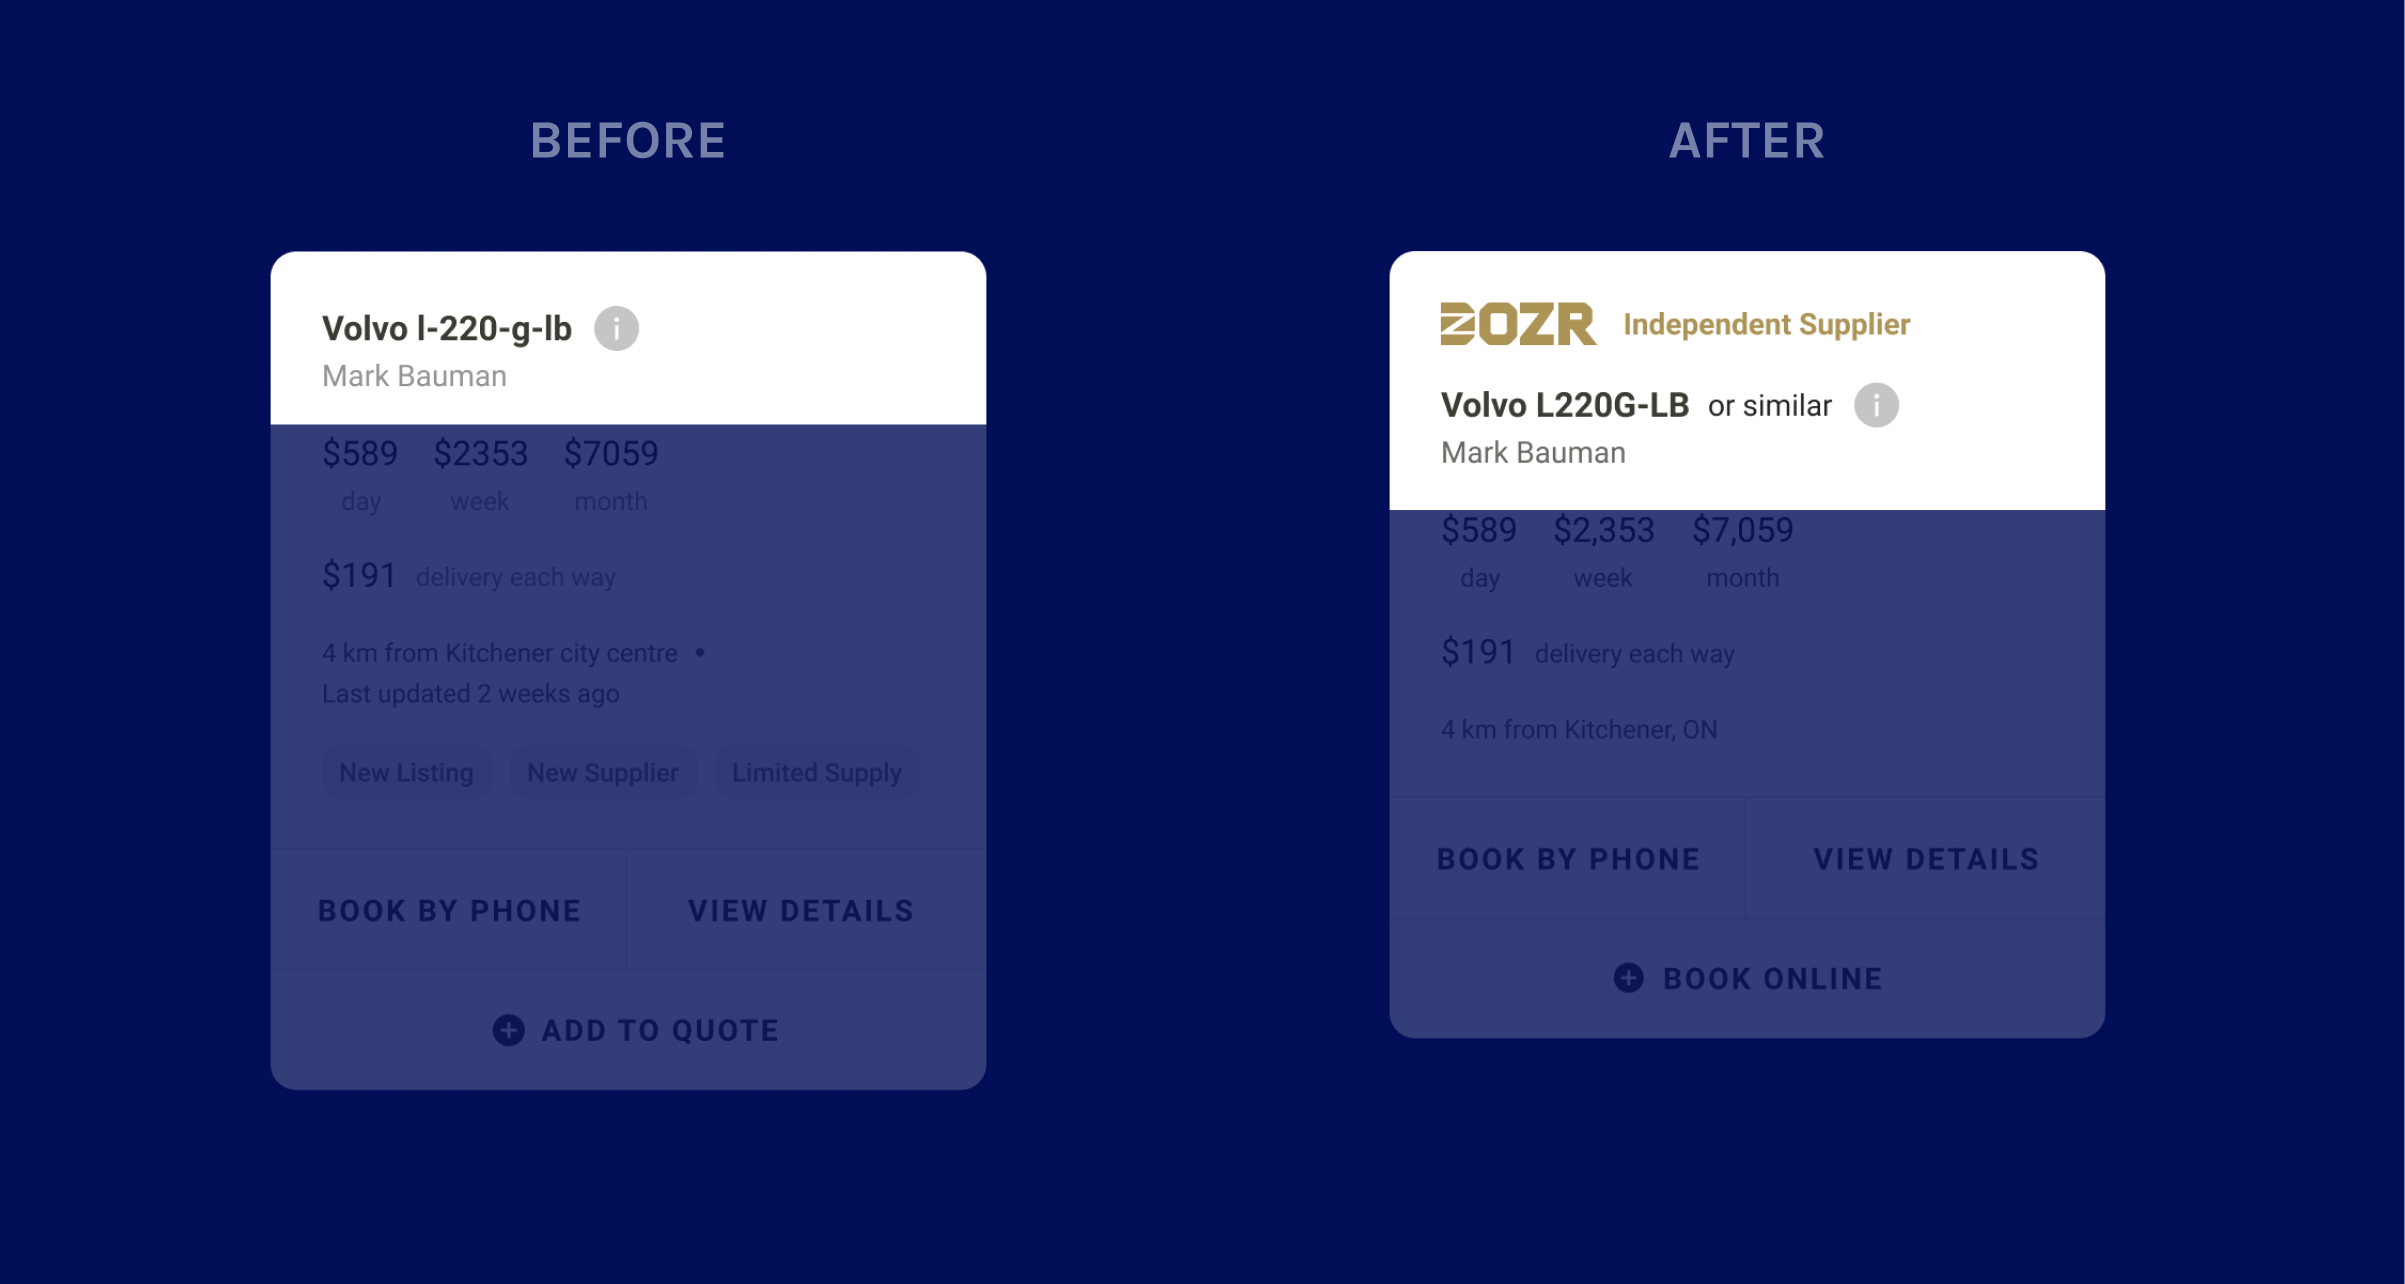 BEFORE
Volvo l-220-g-lb i
Mark Bauman
$589 $2353 $7059
day week month
$191 delivery each way
4 km from Kitchener city centre •
Last updated 2 weeks ago
New Listing New Supplier Limited Supply
BOOK BY PHONE VIEW DETAILS
+ ADD TO QUOTE
AFTER
DOZR Independent Supplier
Volvo L220G-LB or similar i
Mark Bauman
$589 $2,353 $7,059
day week month
$191 delivery each way
4 km from Kitchener, ON
BOOK BY PHONE VIEW DETAILS
+ BOOK ONLINE